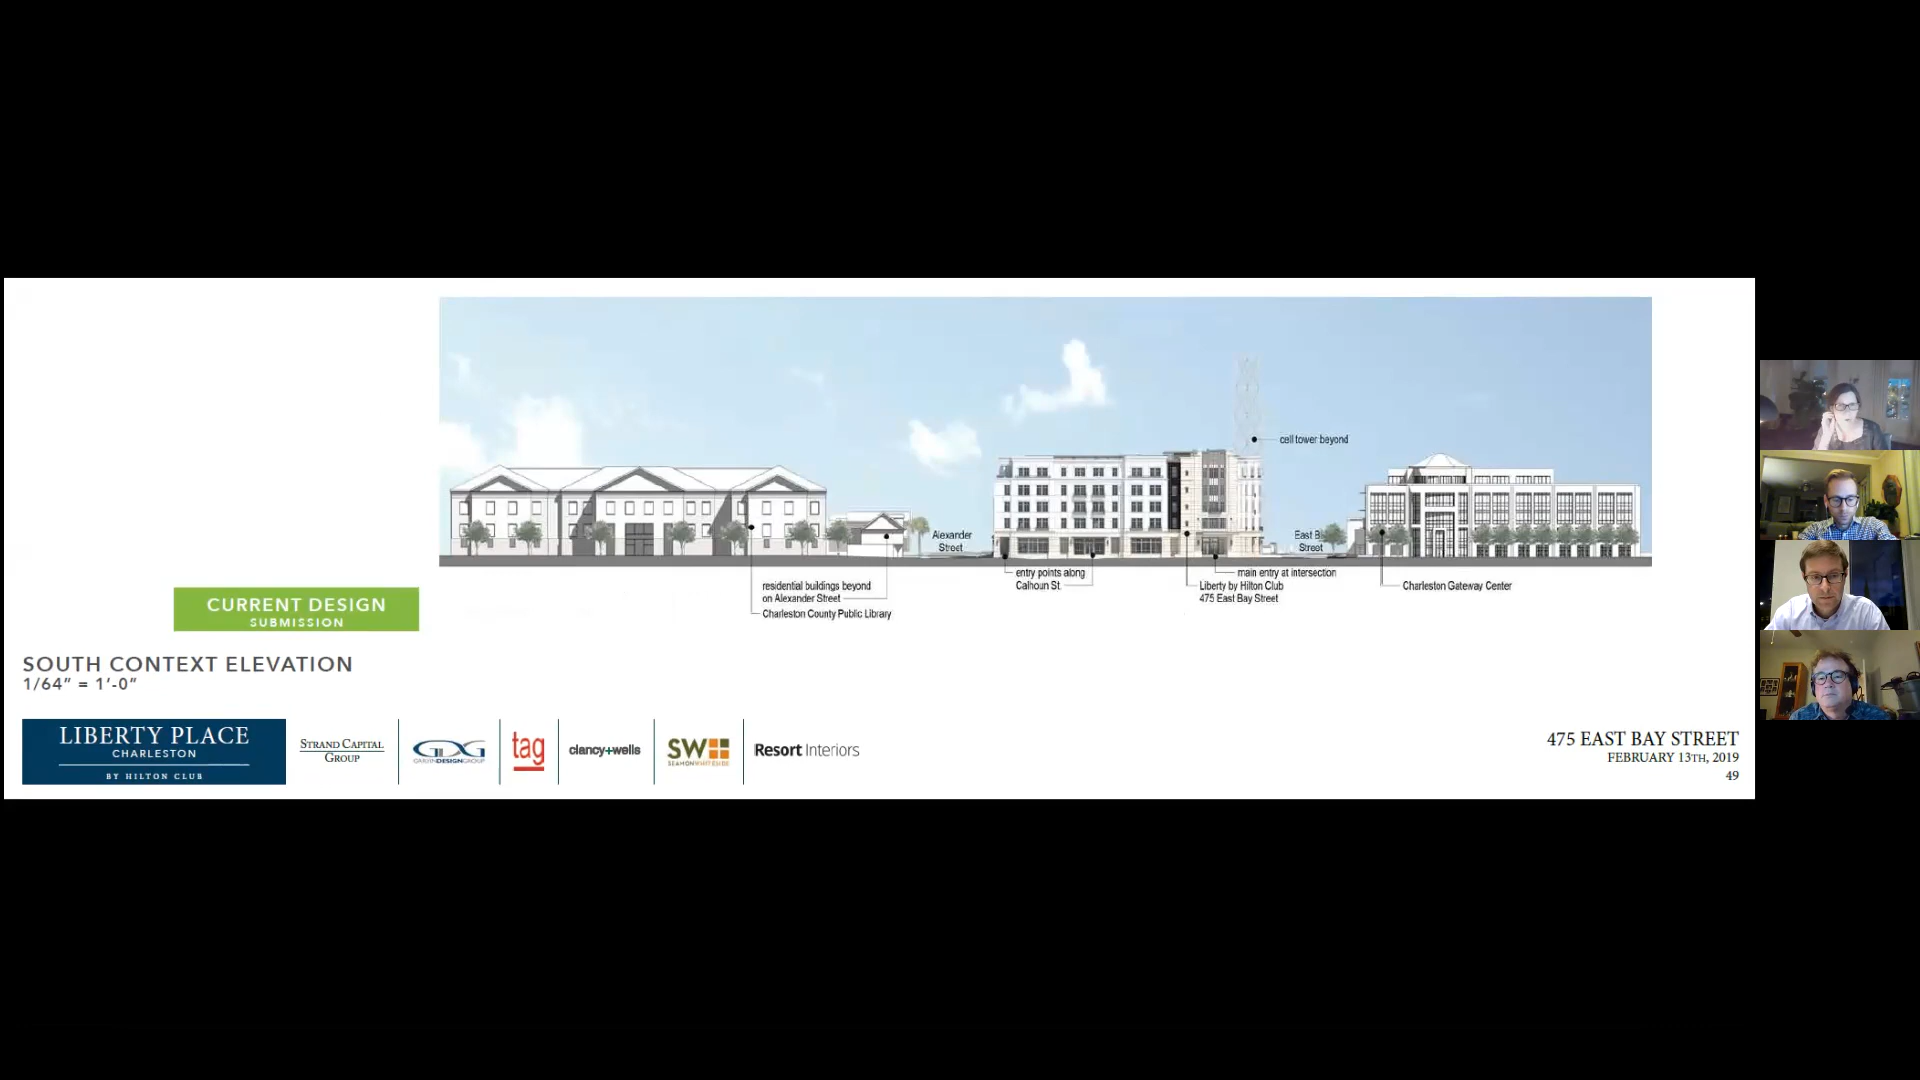 cell tower beyond
Alexander
Street
East B
Street
entry points along
Calhoun St.
main entry at intersection
Liberty by Hilton Club
475 East Bay Street
Charleston Gateway Center
residential buildings beyond
on Alexander Street
Charleston County Public Library
CURRENT DESIGN
SUBMISSION
SOUTH CONTEXT ELEVATION
1/64" = 1'-0"
LIBERTY PLACE
CHARLESTON
BY HILTON CLUB
STRAND CAPITAL
GROUP
GDG
GARVINDESIGNGROUP
tag
clancy+wells
SW
SEAMONWHITESIDE
Resort Interiors
475 EAST BAY STREET
FEBRUARY 13TH, 2019
49